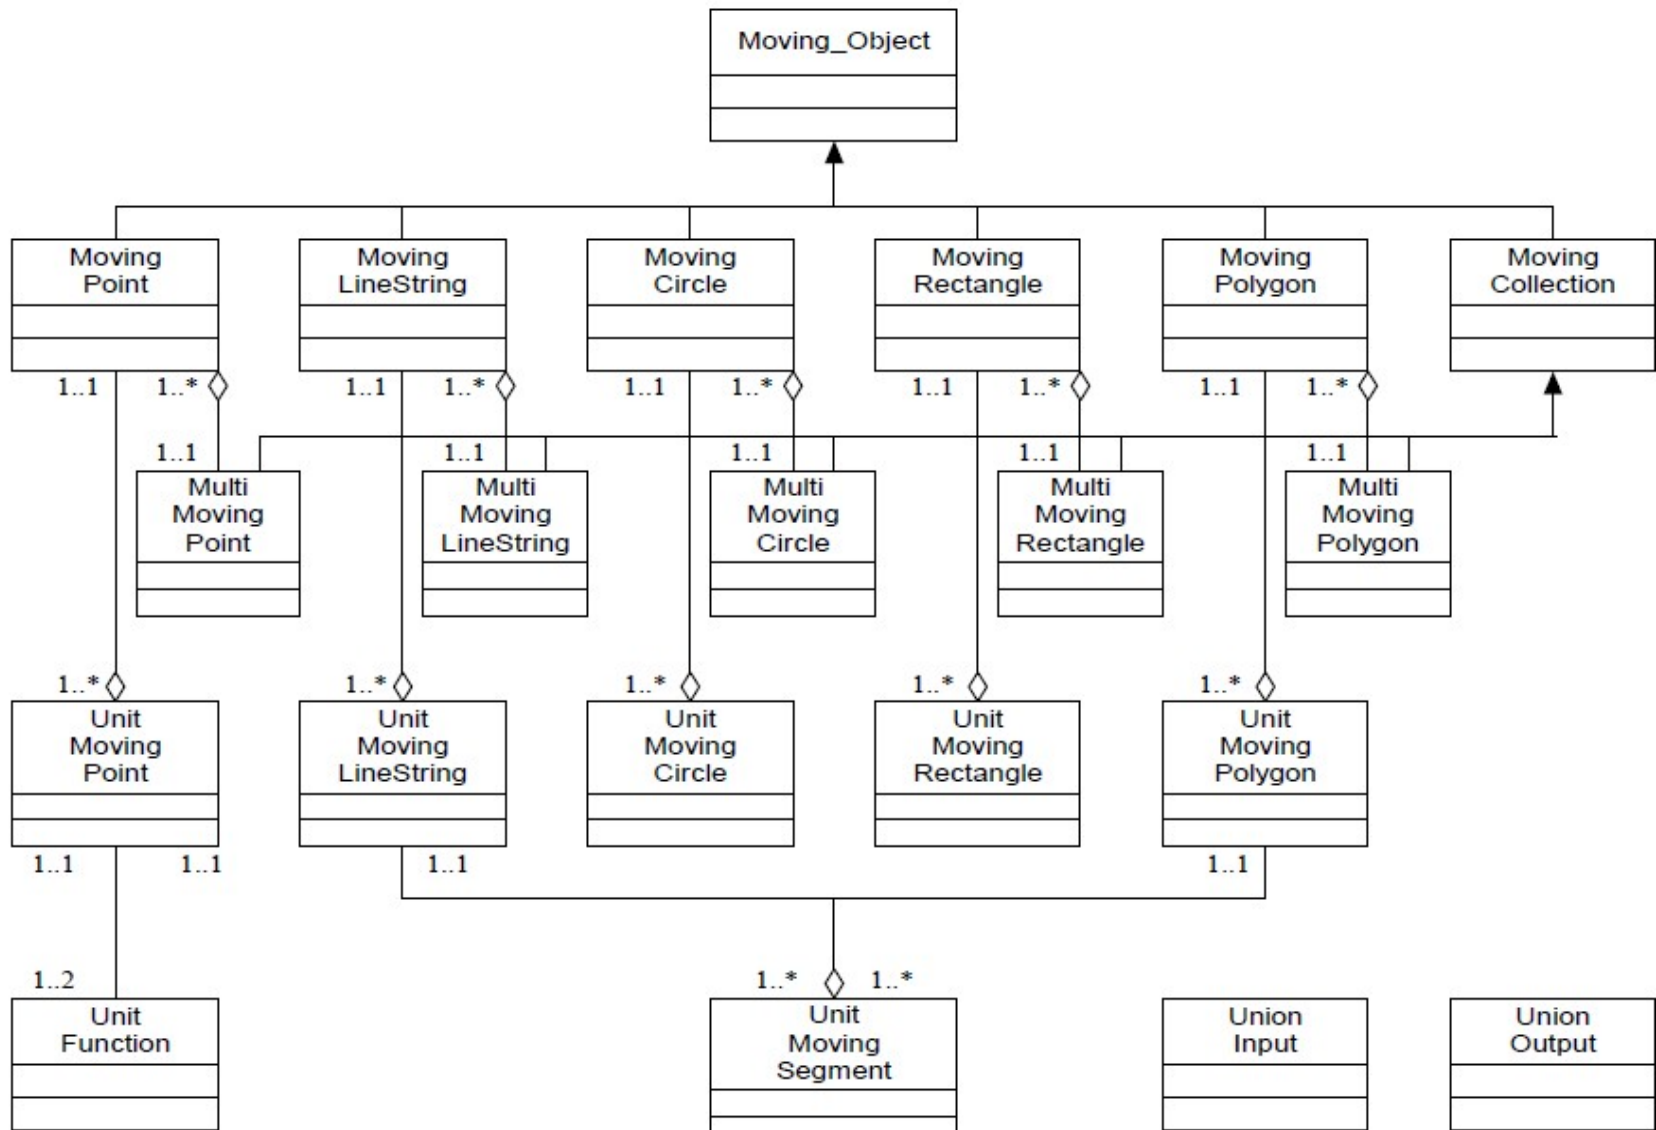 Moving_Object
Moving
Point
Moving
LineString
Moving
Circle
Moving
Rectangle
Moving
Polygon
Moving
Collection
1..1 1..* 1..1 1..* 1..1 1..* 1..1 1..* 1..1 1..*
1..1 1..1 1..1 1..1 1..1
Multi
Moving
Point
Multi
Moving
LineString
Multi
Moving
Circle
Multi
Moving
Rectangle
Multi
Moving
Polygon
1..* 1..* 1..* 1..* 1..*
Unit
Moving
Point
Unit
Moving
LineString
Unit
Moving
Circle
Unit
Moving
Rectangle
Unit
Moving
Polygon
1..1 1..1 1..1 1..1
1..2 1..* 1..*
Unit
Function
Unit
Moving
Segment
Union
Input
Union
Output